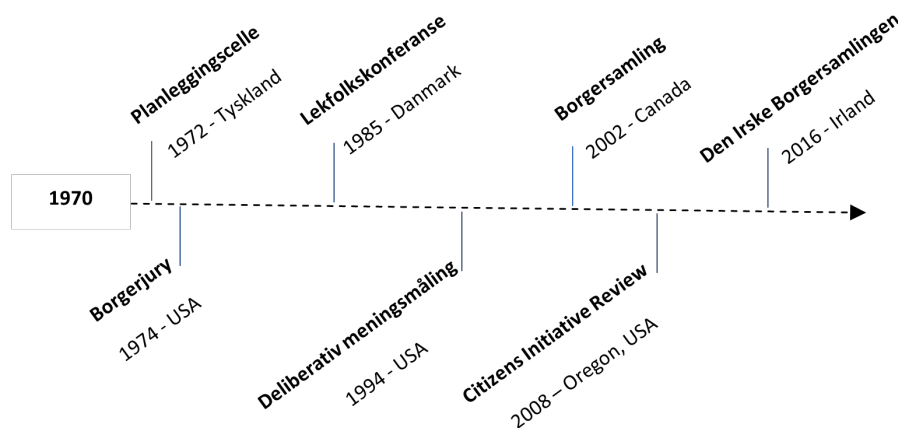 1970
Planleggingscelle
1972 - Tyskland
Borgerjury
1974 - USA
Lekfolkskonferanse
1985 - Danmark
Deliberativ meningsmåling
1994 - USA
Borgersamling
2002 - Canada
Citizens Initiative Review
2008 – Oregon, USA
Den Irske Borgersamlingen
2016 - Irland